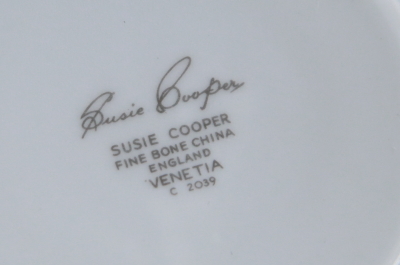 Susie Cooper
SUSIE COOPER
FINE BONE CHINA
ENGLAND
VENETIA
C 2039